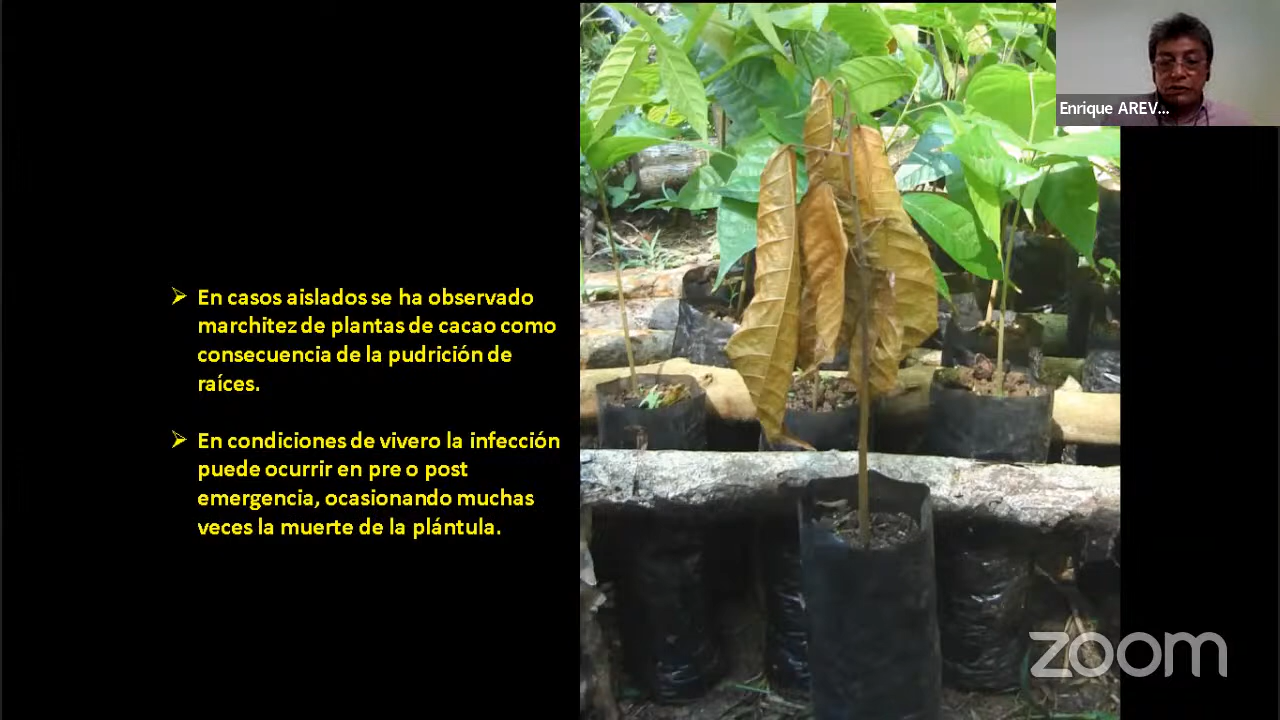 Enrique AREV...
➢ En casos aislados se ha observado
marchitez de plantas de cacao como
consecuencia de la pudrición de
raíces.
➢ En condiciones de vivero la infección
puede ocurrir en pre o post
emergencia, ocasionando muchas
veces la muerte de la plántula.
zoom